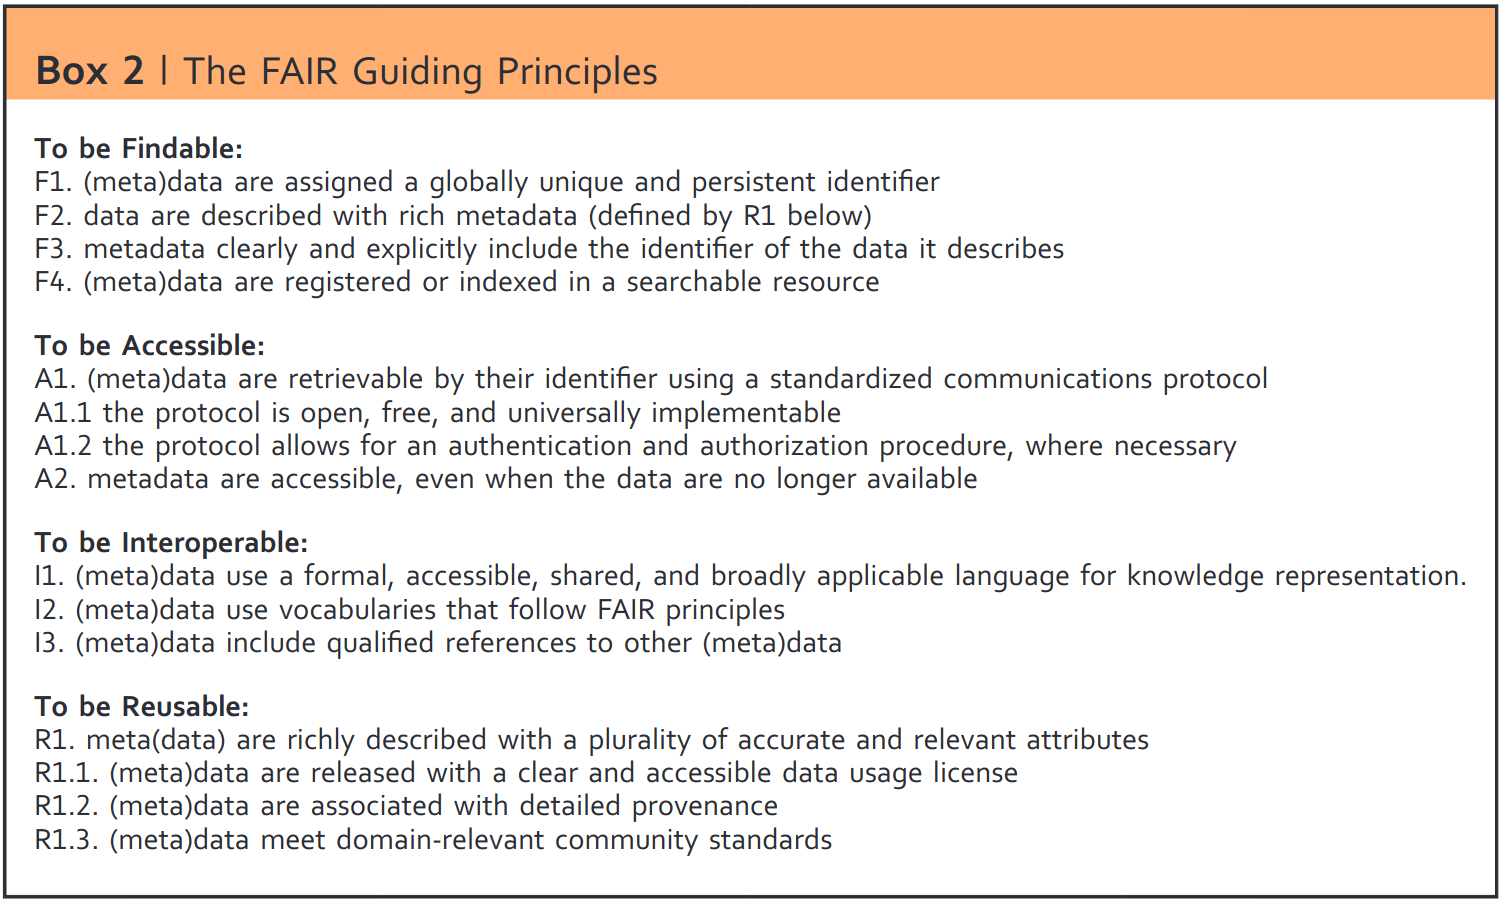 Box 2 | The FAIR Guiding Principles
To be Findable:
F1. (meta)data are assigned a globally unique and persistent identifier
F2. data are described with rich metadata (defined by R1 below)
F3. metadata clearly and explicitly include the identifier of the data it describes
F4. (meta)data are registered or indexed in a searchable resource
To be Accessible:
A1. (meta)data are retrievable by their identifier using a standardized communications protocol
A1.1 the protocol is open, free, and universally implementable
A1.2 the protocol allows for an authentication and authorization procedure, where necessary
A2. metadata are accessible, even when the data are no longer available
To be Interoperable:
I1. (meta)data use a formal, accessible, shared, and broadly applicable language for knowledge representation.
I2. (meta)data use vocabularies that follow FAIR principles
I3. (meta)data include qualified references to other (meta)data
To be Reusable:
R1. meta(data) are richly described with a plurality of accurate and relevant attributes
R1.1. (meta)data are released with a clear and accessible data usage license
R1.2. (meta)data are associated with detailed provenance
R1.3. (meta)data meet domain-relevant community standards